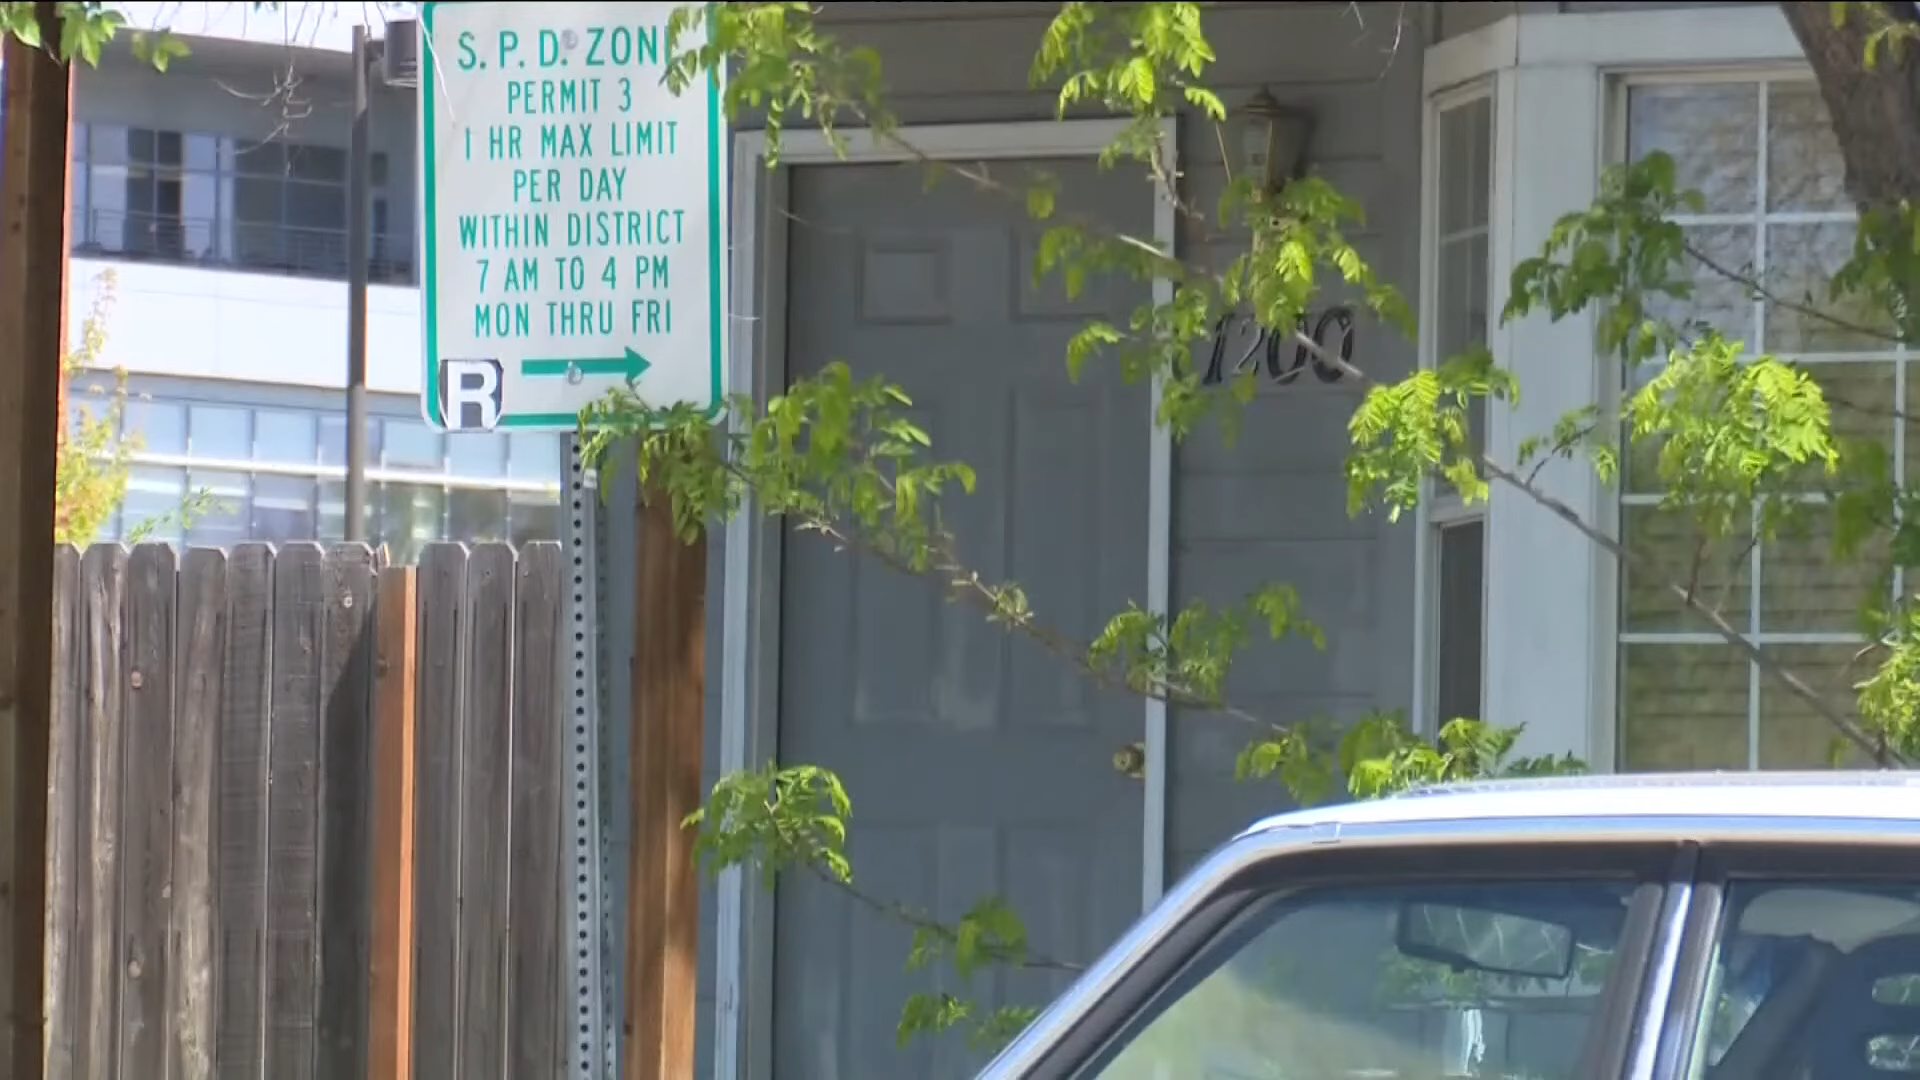 S. P. D. ZONE
PERMIT 3
1 HR MAX LIMIT
PER DAY
WITHIN DISTRICT
7 AM TO 4 PM
MON THRU FRI
R
1200